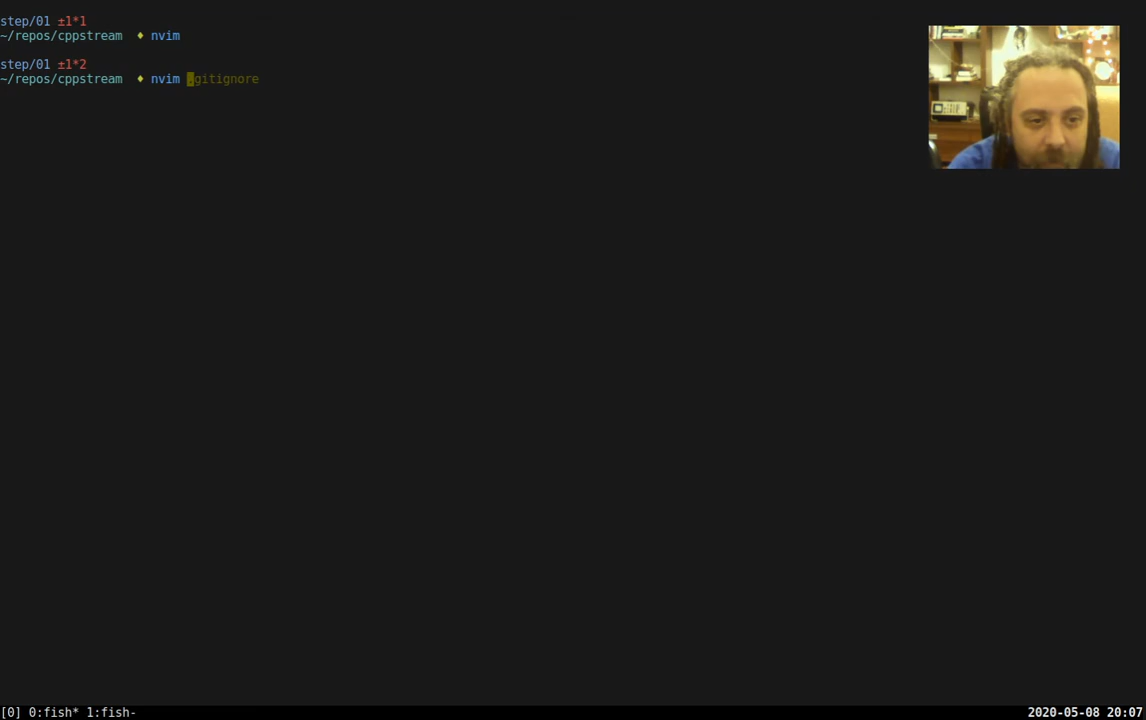 step/01 ±1*1
~/repos/cppstream ♦ nvim
step/01 ±1*2
~/repos/cppstream ♦ nvim .gitignore
[0] 0:fish* 1:fish-
2020-05-08 20:07